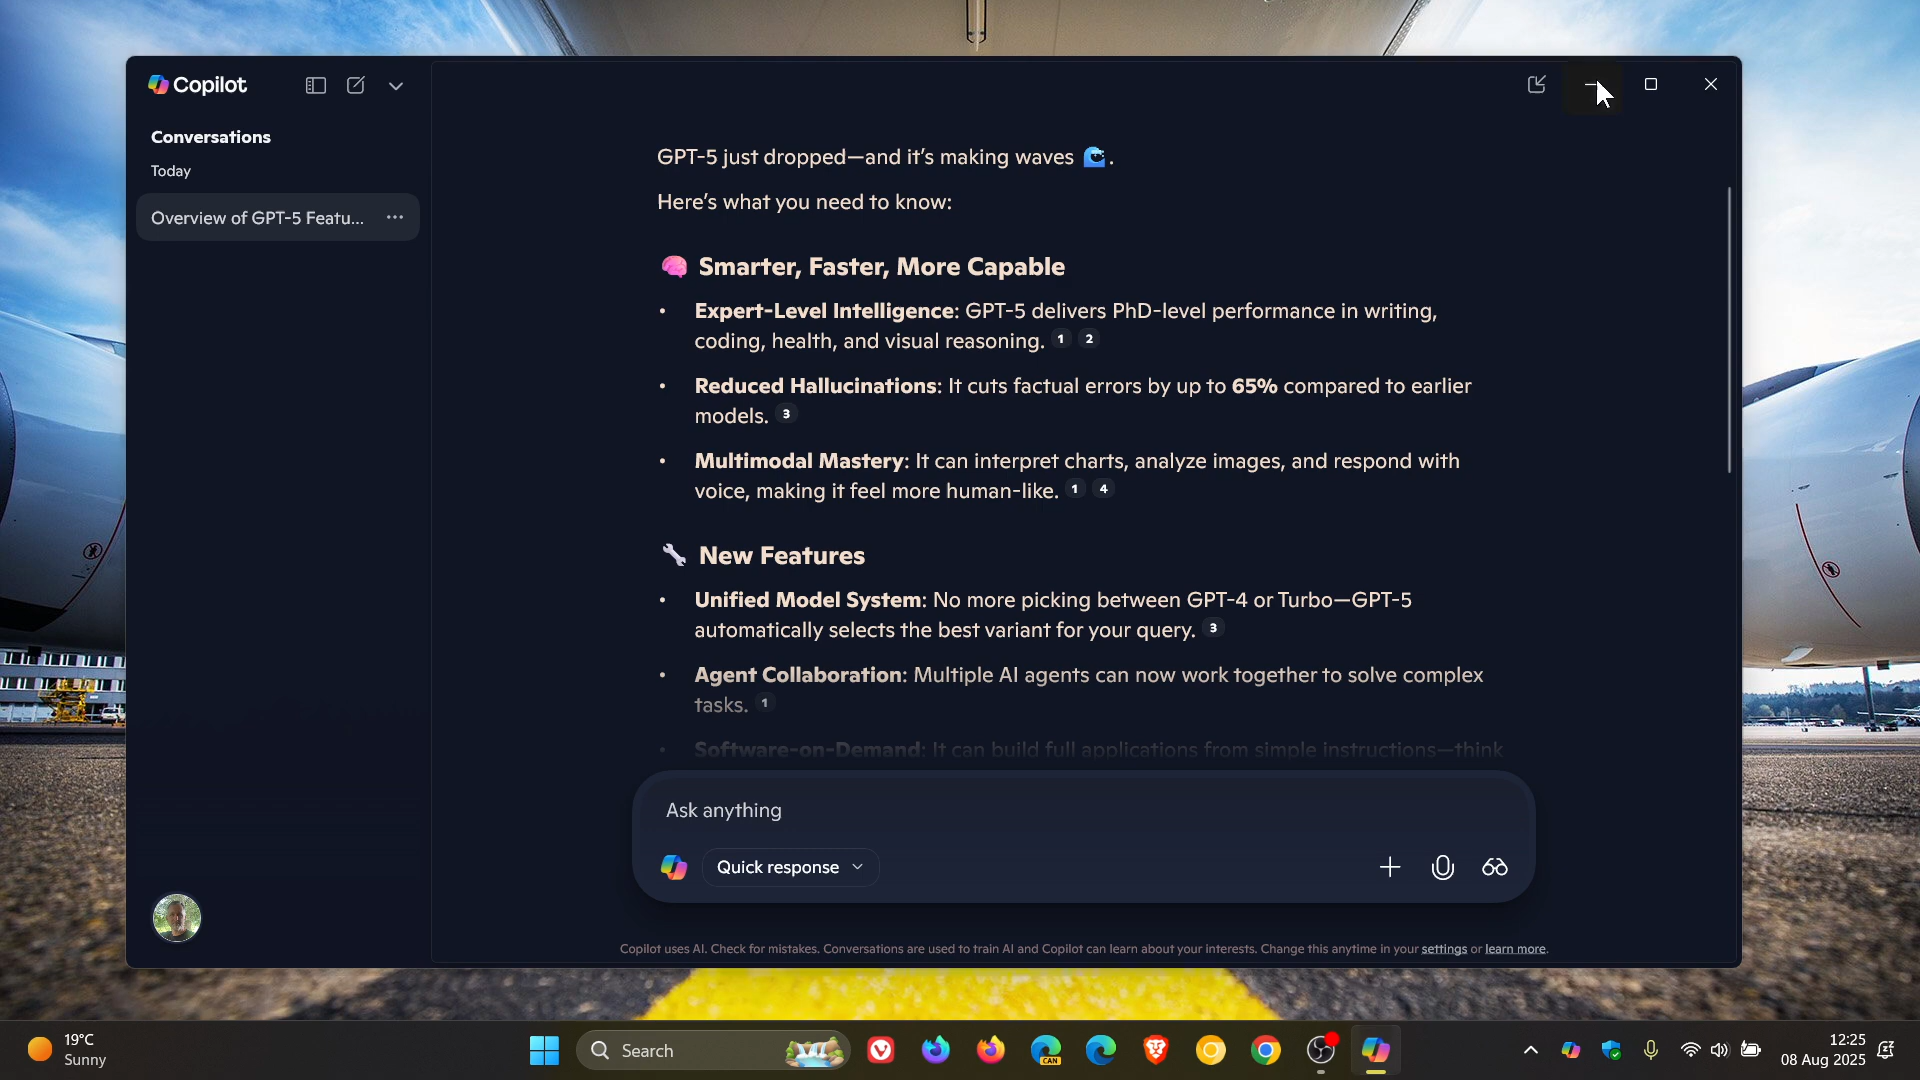 Copilot
Conversations
Today
Overview of GPT-5 Featu...
GPT-5 just dropped—and it's making waves 🌊.
Here's what you need to know:
🧠 Smarter, Faster, More Capable
• Expert-Level Intelligence: GPT-5 delivers PhD-level performance in writing,
coding, health, and visual reasoning. 1 2
• Reduced Hallucinations: It cuts factual errors by up to 65% compared to earlier
models. 3
• Multimodal Mastery: It can interpret charts, analyze images, and respond with
voice, making it feel more human-like. 1 4
🔧 New Features
• Unified Model System: No more picking between GPT-4 or Turbo—GPT-5
automatically selects the best variant for your query. 3
• Agent Collaboration: Multiple AI agents can now work together to solve complex
tasks. 1
• Software-on-Demand: It can build full applications from simple instructions—think
Ask anything
Quick response
Copilot uses AI. Check for mistakes. Conversations are used to train AI and Copilot can learn about your interests. Change this anytime in your settings or learn more.
19°C
Sunny
Search
CAN
12:25
08 Aug 2025